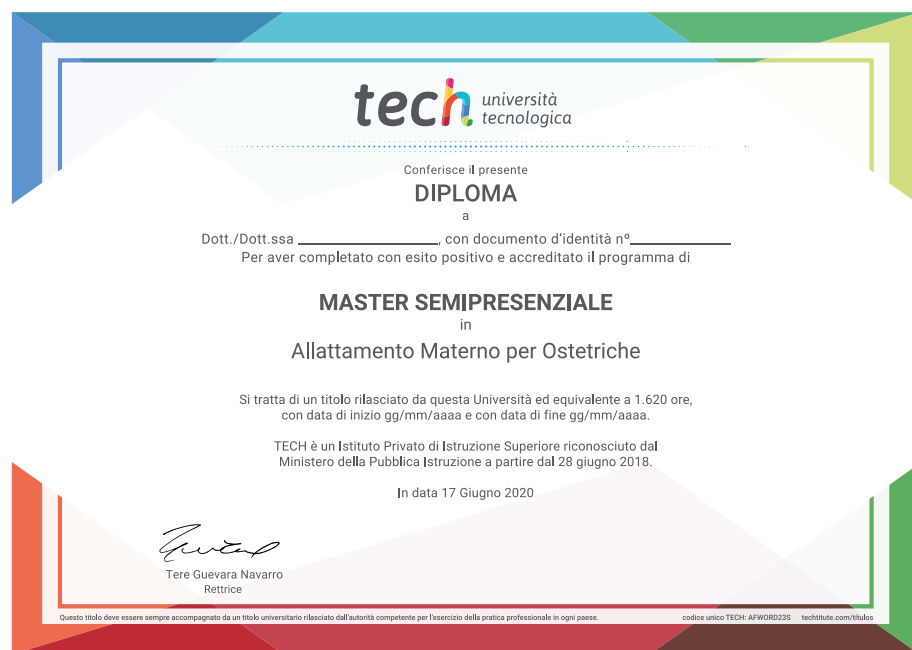 tech università
tecnologica
Conferisce il presente
DIPLOMA
a
Dott./Dott.ssa , con documento d'identità nº
Per aver completato con esito positivo e accreditato il programma di
MASTER SEMIPRESENZIALE
in
Allattamento Materno per Ostetriche
Si tratta di un titolo rilasciato da questa Università ed equivalente a 1.620 ore,
con data di inizio gg/mm/aaaa e con data di fine gg/mm/aaaa.
TECH è un Istituto Privato di Istruzione Superiore riconosciuto dal
Ministero della Pubblica Istruzione a partire dal 28 giugno 2018.
In data 17 Giugno 2020
Tere Guevara Navarro
Rettrice
Questo titolo deve essere sempre accompagnato da un titolo universitario rilasciato dall'autorità competente per l'esercizio della pratica professionale in ogni paese. codice unico TECH: AFWORD23S techtitute.com/titulos